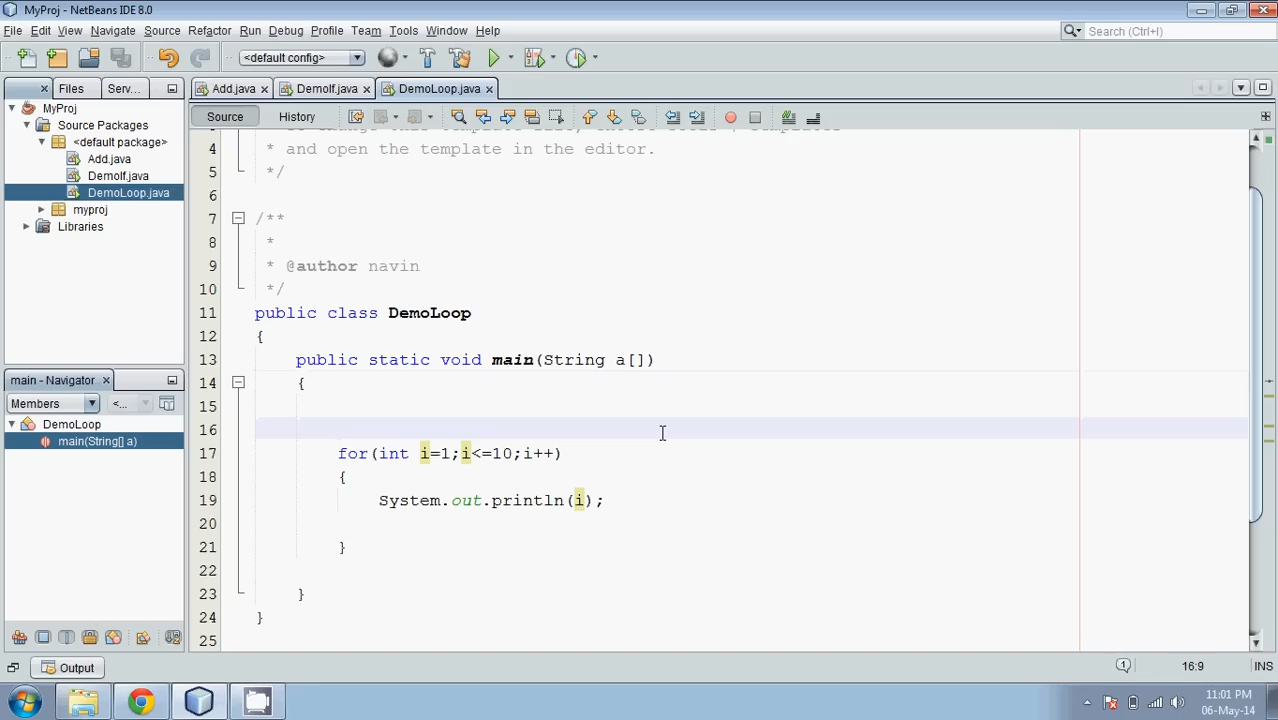 MyProj - NetBeans IDE 8.0
File Edit View Navigate Source Refactor Run Debug Profile Team Tools Window Help
Search (Ctrl+I)
<default config>
Files Serv...
Add.java DemoIf.java DemoLoop.java
Source History
MyProj
Source Packages
<default package>
Add.java
DemoIf.java
DemoLoop.java
myproj
Libraries
main - Navigator
Members <...
DemoLoop
main(String[] a)
4 * and open the template in the editor.
5 */
6
7 /**
8 *
9 * @author navin
10 */
11 public class DemoLoop
12 {
13 public static void main(String a[])
14 {
15
16
17 for(int i=1;i<=10;i++)
18 {
19 System.out.println(i);
20
21 }
22
23 }
24 }
25
Output
1 16:9 INS
11:01 PM
06-May-14